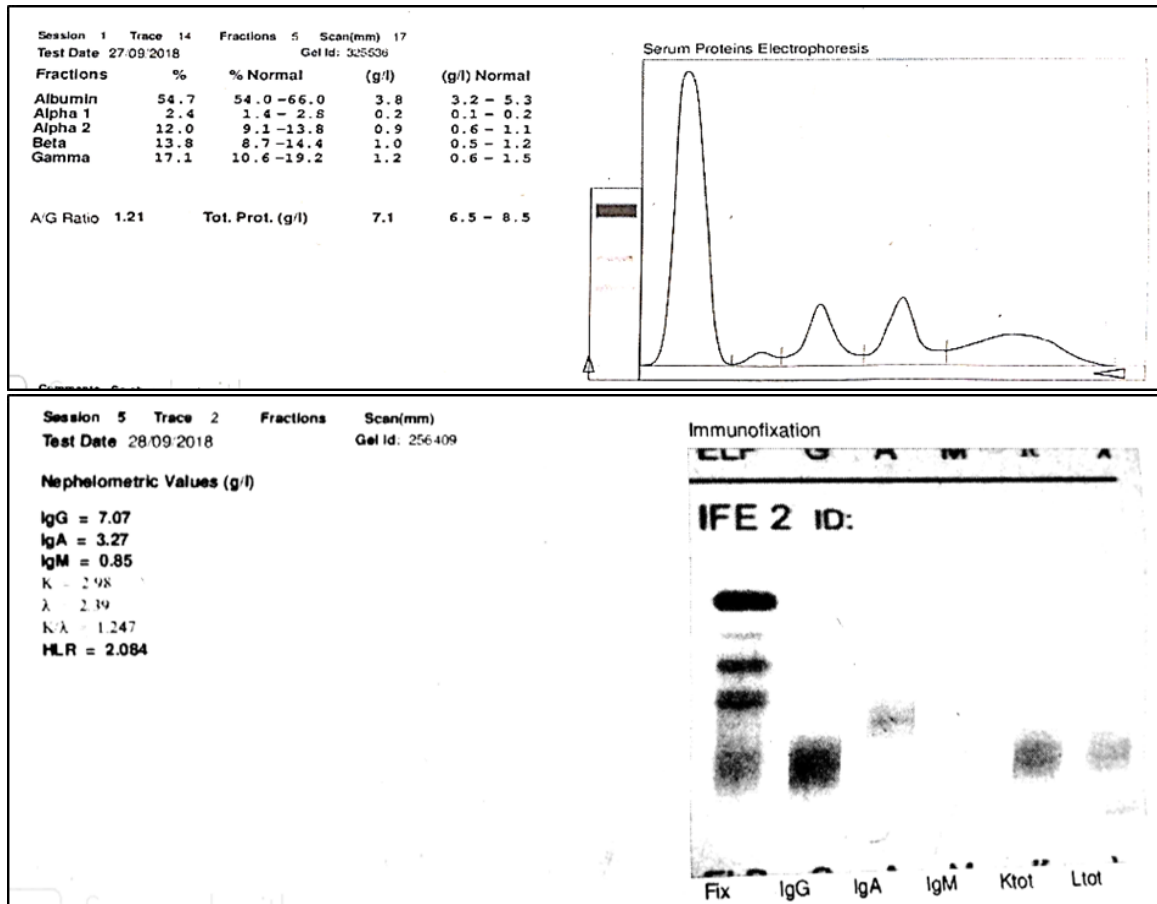 Session 1 Trace 14 Fractions 5 Scan(mm) 17
Test Date 27/09/2018 Gel Id: 325536
Fractions % % Normal (g/l) (g/l) Normal
Albumin 54.7 54.0 - 66.0 3.8 3.2 - 5.3
Alpha 1 2.4 1.4 - 2.8 0.2 0.1 - 0.2
Alpha 2 12.0 9.1 - 13.8 0.9 0.6 - 1.1
Beta 13.8 8.7 - 14.4 1.0 0.5 - 1.2
Gamma 17.1 10.6 - 19.2 1.2 0.6 - 1.5
A/G Ratio 1.21 Tot. Prot. (g/l) 7.1 6.5 - 8.5
Serum Proteins Electrophoresis
Session 5 Trace 2 Fractions Scan(mm)
Test Date 28/09/2018 Gel Id: 256409
Nephelometric Values (g/l)
IgG = 7.07
IgA = 3.27
IgM = 0.85
K = 2.98
λ 2.39
K/λ 1.247
HLR = 2.084
Immunofixation
ELP G A M K λ
IFE 2 ID:
Fix IgG IgA IgM Ktot Ltot